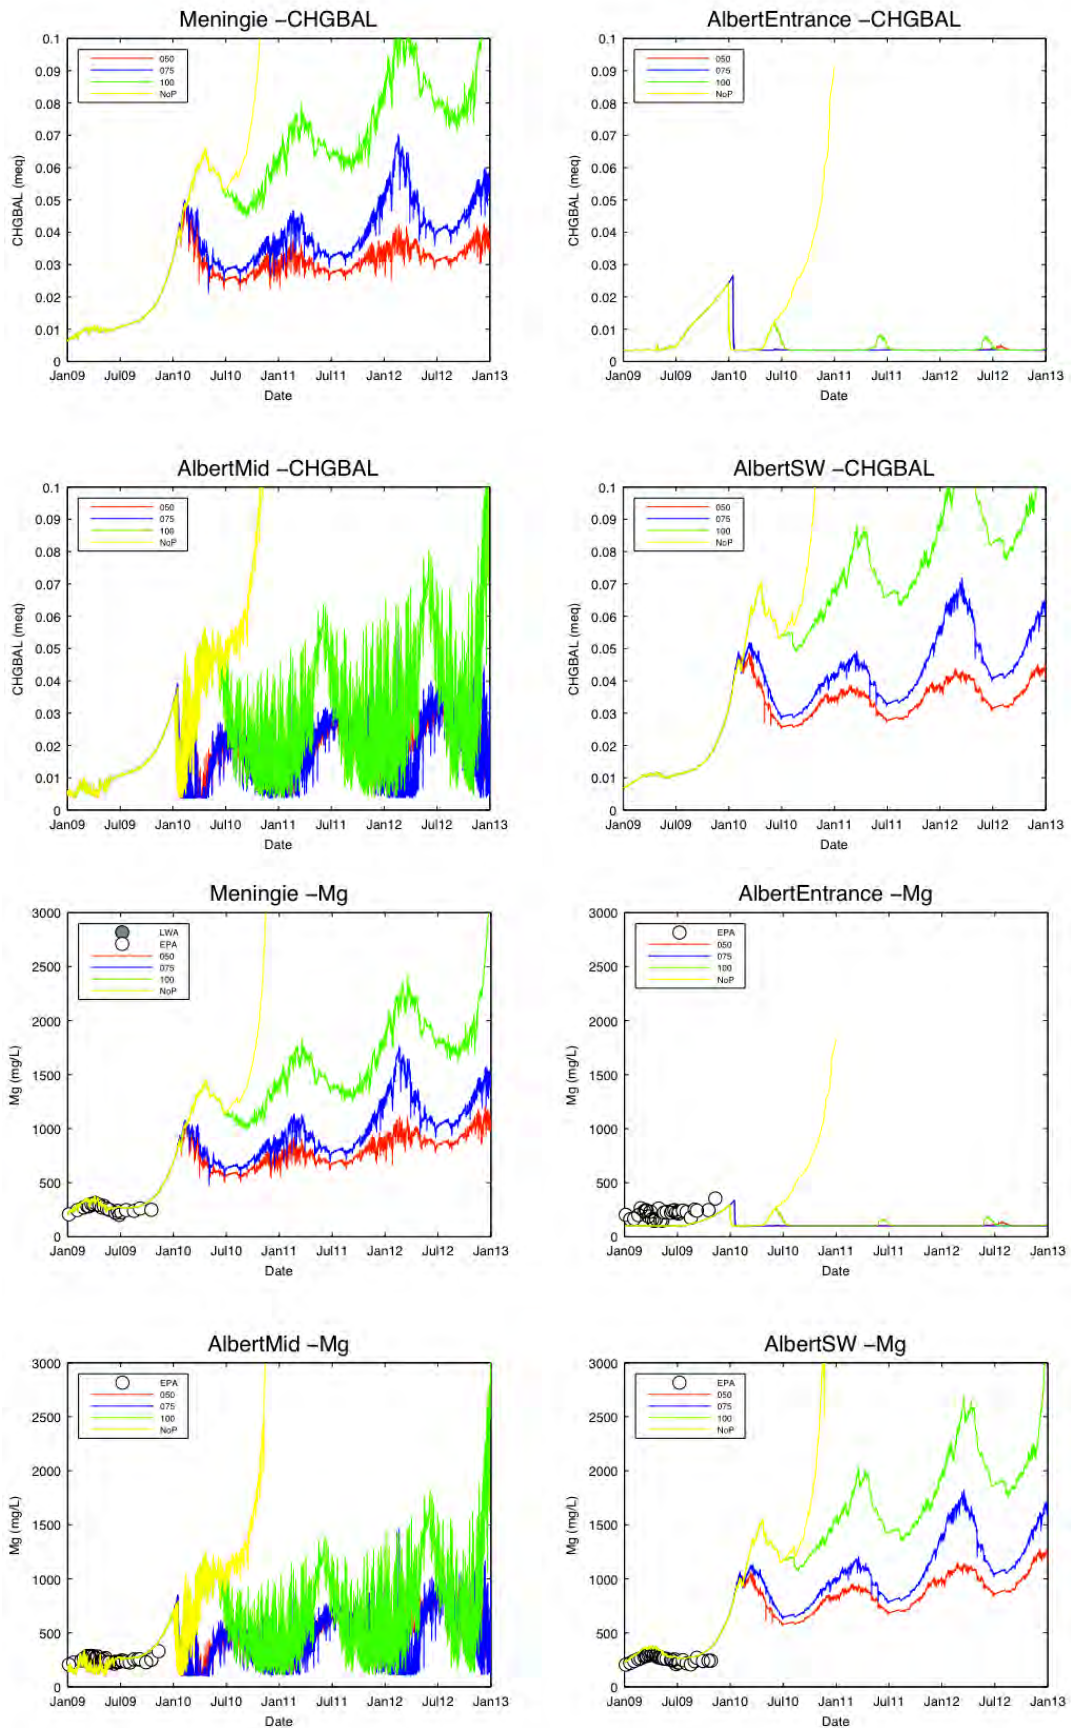 Meningie −CHGBAL
0.1
0.09
0.08
0.07
0.06
0.05
0.04
0.03
0.02
0.01
0
CHGBAL (meq)
050
075
100
NoP
Jan09 Jul09 Jan10 Jul10 Jan11 Jul11 Jan12 Jul12 Jan13
Date
AlbertEntrance −CHGBAL
0.1
0.09
0.08
0.07
0.06
0.05
0.04
0.03
0.02
0.01
0
CHGBAL (meq)
050
075
100
NoP
Jan09 Jul09 Jan10 Jul10 Jan11 Jul11 Jan12 Jul12 Jan13
Date
AlbertMid −CHGBAL
0.1
0.09
0.08
0.07
0.06
0.05
0.04
0.03
0.02
0.01
0
CHGBAL (meq)
050
075
100
NoP
Jan09 Jul09 Jan10 Jul10 Jan11 Jul11 Jan12 Jul12 Jan13
Date
AlbertSW −CHGBAL
0.1
0.09
0.08
0.07
0.06
0.05
0.04
0.03
0.02
0.01
0
CHGBAL (meq)
050
075
100
NoP
Jan09 Jul09 Jan10 Jul10 Jan11 Jul11 Jan12 Jul12 Jan13
Date
Meningie −Mg
3000
2500
2000
1500
1000
500
0
Mg (mg/L)
LWA
EPA
050
075
100
NoP
Jan09 Jul09 Jan10 Jul10 Jan11 Jul11 Jan12 Jul12 Jan13
Date
AlbertEntrance −Mg
3000
2500
2000
1500
1000
500
0
Mg (mg/L)
EPA
050
075
100
NoP
Jan09 Jul09 Jan10 Jul10 Jan11 Jul11 Jan12 Jul12 Jan13
Date
AlbertMid −Mg
3000
2500
2000
1500
1000
500
0
Mg (mg/L)
EPA
050
075
100
NoP
Jan09 Jul09 Jan10 Jul10 Jan11 Jul11 Jan12 Jul12 Jan13
Date
AlbertSW −Mg
3000
2500
2000
1500
1000
500
0
Mg (mg/L)
EPA
050
075
100
NoP
Jan09 Jul09 Jan10 Jul10 Jan11 Jul11 Jan12 Jul12 Jan13
Date